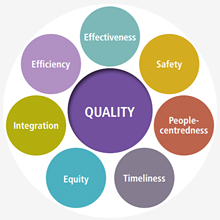 Effectiveness
Efficiency
Safety
QUALITY
Integration
People-
centredness
Equity
Timeliness